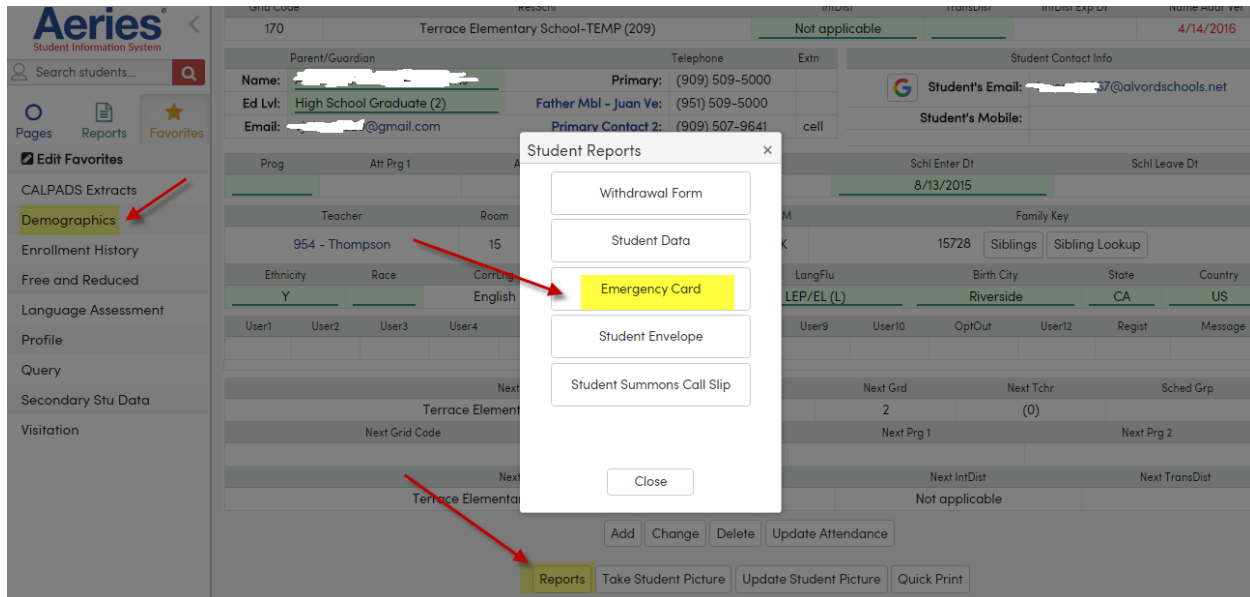 Grid Code ResSchl IntDist TransDist IntDist Exp Dt Name Addr Ver
170 Terrace Elementary School-TEMP (209) Not applicable 4/14/2016
Aeries
Student Information System
Search students...
Pages Reports Favorites
Edit Favorites
CALPADS Extracts
Demographics
Enrollment History
Free and Reduced
Language Assessment
Profile
Query
Secondary Stu Data
Visitation
Parent/Guardian Telephone Extn Student Contact Info
Name: Primary: (909) 509-5000
Ed Lvl: High School Graduate (2) Father Mbl - Juan Ve: (951) 509-5000
Email: @gmail.com Primary Contact 2: (909) 507-9641 cell
Student's Email: 37@alvordschools.net
Student's Mobile:
Prog Att Prg 1 Schl Enter Dt Schl Leave Dt
8/13/2015
Teacher Room Family Key
954 - Thompson 15 15728 Siblings Sibling Lookup
Ethnicity Race CorrLng LangFlu Birth City State Country
Y English LEP/EL (L) Riverside CA US
User1 User2 User3 User4 User9 User10 OptOut User12 Regist Message
Next Next Grd Next Tchr Sched Grp
Terrace Element 2 (0)
Next Grid Code Next Prg 1 Next Prg 2
Next Next IntDist Next TransDist
Terrace Elementa Not applicable
Student Reports ×
Withdrawal Form
Student Data
Emergency Card
Student Envelope
Student Summons Call Slip
Close
Add Change Delete Update Attendance
Reports Take Student Picture Update Student Picture Quick Print